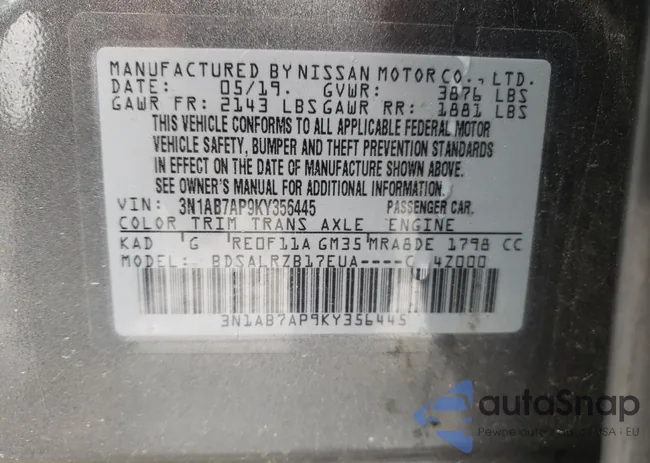 MANUFACTURED BY NISSAN MOTOR CO., LTD.
DATE: 05/19. GVWR: 3876 LBS
GAWR FR: 2143 LBS GAWR RR: 1881 LBS
THIS VEHICLE CONFORMS TO ALL APPLICABLE FEDERAL MOTOR
VEHICLE SAFETY, BUMPER AND THEFT PREVENTION STANDARDS
IN EFFECT ON THE DATE OF MANUFACTURE SHOWN ABOVE.
SEE OWNER'S MANUAL FOR ADDITIONAL INFORMATION.
VIN: 3N1AB7AP9KY356445 PASSENGER CAR.
COLOR TRIM TRANS AXLE ENGINE
KAD G RE0F11A GM35 MRA8DE 1798 CC
MODEL: BDSALRZB17EUA----C 4Z000
3N1AB7AP9KY356445
autoSnap
USA - EU